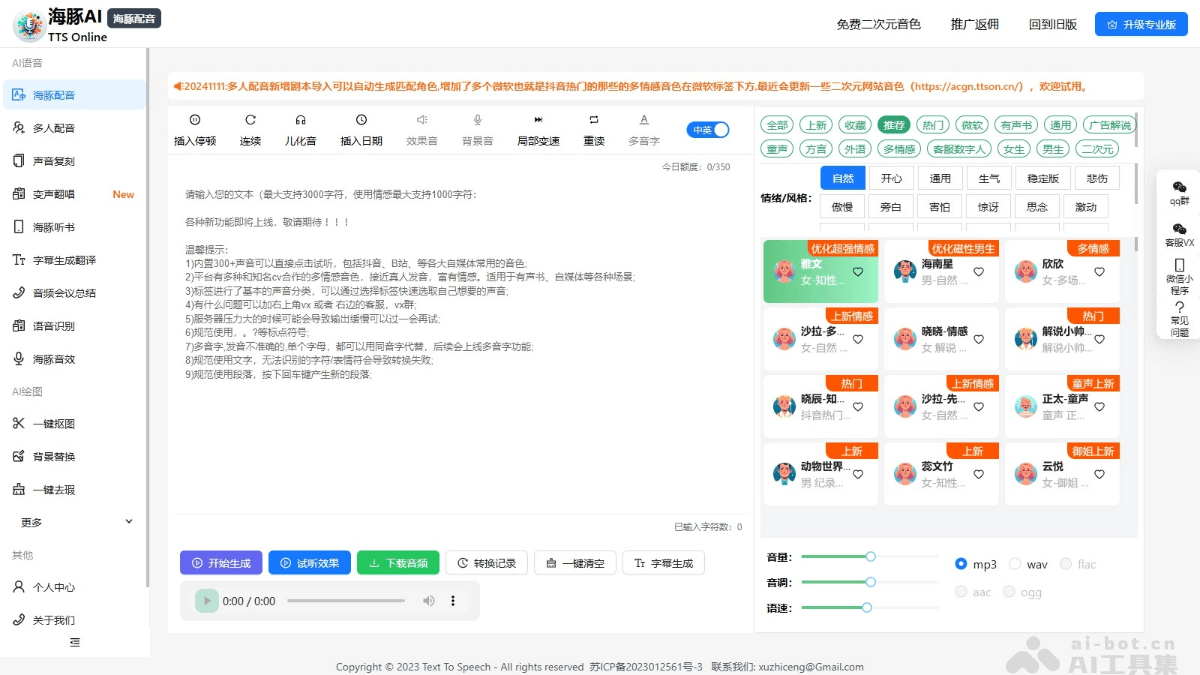 海豚AI
海豚配音
TTS Online
免费二次元音色
推广返佣
回到旧版
升级专业版
AI语音
海豚配音
多人配音
声音复刻
变声翻唱 New
海豚听书
字幕生成翻译
音频会议总结
语音识别
海豚音效
AI绘图
一键抠图
背景替换
一键去瑕
更多
其他
个人中心
关于我们
20241111:多人配音新增剧本导入可以自动生成匹配角色,增加了多个微软也就是抖音热门的那些的多情感音色在微软标签下方,最近会更新一些二次元网站音色（https://acgn.ttson.cn/），欢迎试用。
插入停顿 连续 儿化音 插入日期 效果音 背景音 局部变速 重读 多音字 中英
今日额度：0/350
请输入您的文本（最大支持3000字符，使用情感最大支持1000字符:
各种新功能即将上线，敬请期待！！！
温馨提示:
1)内置300+声音可以直接点击试听，包括抖音、B站、等各大自媒体常用的音色;
2)平台有多种和知名cv合作的多情感音色，接近真人发音，富有情感。适用于有声书、自媒体等各种场景;
3)标签进行了基本的声音分类，可以通过选择标签快速选取自己想要的声音;
4)有什么问题可以加右上角vx 或者 右边的客服，vx群;
5)服务器压力大的时候可能会导致输出缓慢可以过一会再试;
6)规范使用，。?等标点符号;
7)多音字,发音不准确的,单个字母，都可以用同音字代替，后续会上线多音字功能;
8)规范使用文字，无法识别的字符/表情符会导致转换失败;
9)规范使用段落，按下回车键产生新的段落;
已输入字符数：0
开始生成 试听效果 下载音频 转换记录 一键清空 字幕生成
0:00 / 0:00
全部 上新 收藏 推荐 热门 微软 有声书 通用 广告解说
童声 方言 外语 多情感 客服数字人 女生 男生 二次元
情绪/风格:
自然 开心 通用 生气 稳定版 悲伤
傲慢 旁白 害怕 惊讶 思念 激动
优化超强情感 优化磁性男生 多情感
雅文 海南星 欣欣
女-知性... 男-自然 ... 女-多场...
上新情感 热门
沙拉-多... 晓晓-情感 解说小帅...
女-自然 ... 女 解说 ... 解说小帅...
热门 上新情感 童声上新
晓辰-知... 沙拉-先... 正太-童声
抖音热门... 女-自然 ... 童声 正...
上新 上新 御姐上新
动物世界... 蕊文竹 云悦
男 纪录... 女-知性... 女-御姐 ...
音量：
音调：
语速：
mp3 wav flac
aac ogg
qq群
客服VX
微信小
程序
常见
问题
Copyright © 2023 Text To Speech - All rights reserved 苏ICP备2023012561号-3 联系我们: xuzhiceng@Gmail.com
ai-bot.cn
AI工具集